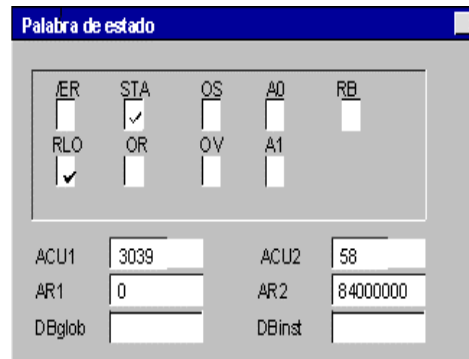 Palabra de estado
/ER STA OS A0 RB
RLO OR OV A1
ACU1 3039 ACU2 58
AR1 0 AR2 84000000
DBglob DBinst